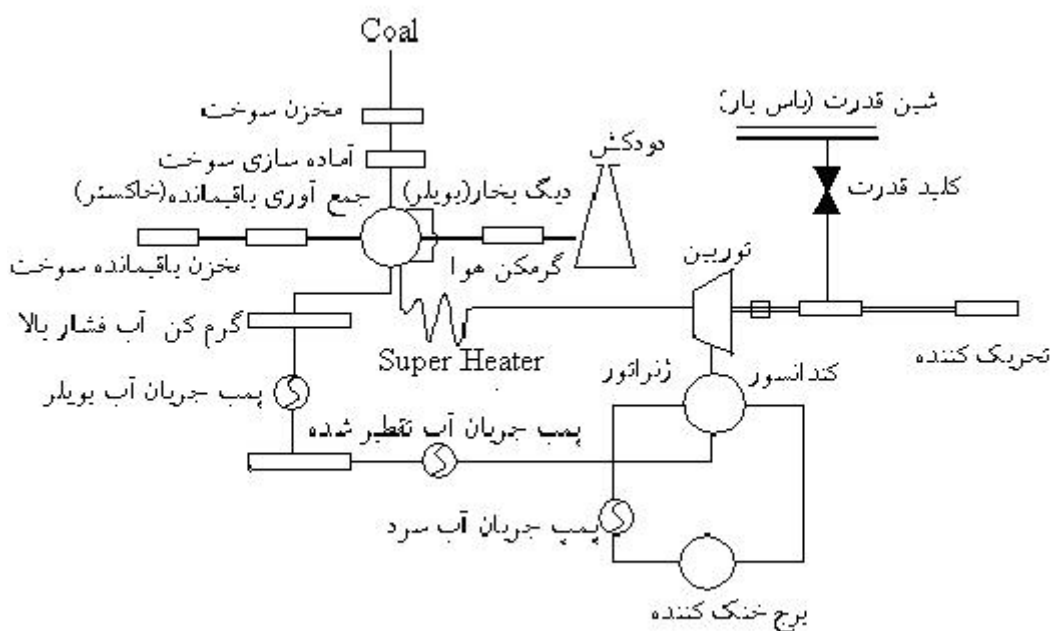 Coal
مخزن سوخت
آماده سازی سوخت
جمع آوری باقیمانده(خاکستر)
دیگ بخار(بویلر)
دودکش
شین قدرت (باس بار)
کلید قدرت
مخزن باقیمانده سوخت
گرمکن هوا
توربین
گرم کن آب فشار بالا
Super Heater
تحریک کننده
پمپ جریان آب بویلر
ژنراتور
کندانسور
پمپ جریان آب تقطیر شده
پمپ جریان آب سرد
برج خنک کننده